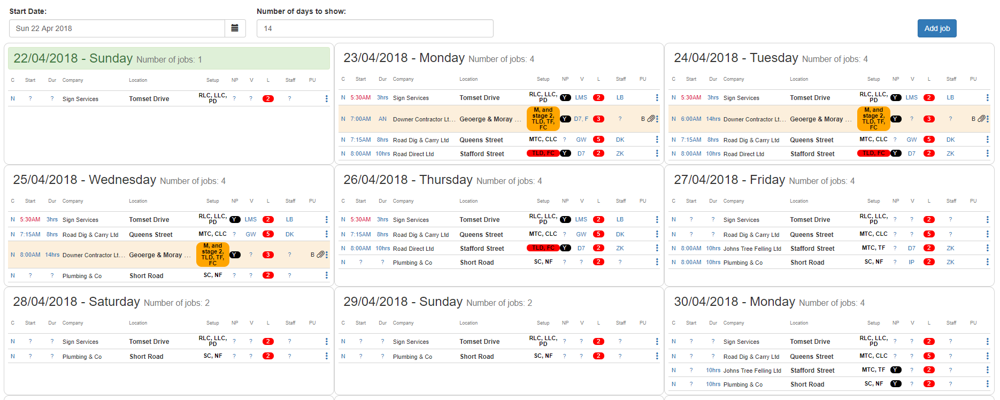 Start Date:
Number of days to show:
Sun 22 Apr 2018
14
Add job
22/04/2018 - Sunday Number of jobs: 1
C Start Dur Company Location Setup NP V L Staff PU
N ? ? Sign Services Tomset Drive RLC, LLC, PD ? ? 2 ?
23/04/2018 - Monday Number of jobs: 4
C Start Dur Company Location Setup NP V L Staff PU
N 5:30AM 3hrs Sign Services Tomset Drive RLC, LLC, PD Y LMS 2 LB
N 7:00AM AN Downer Contractor Lt... Geoerge & Moray ... M, and stage 2, TLD, TF, FC Y D7, F 3 ? B
N 7:15AM 8hrs Road Dig & Carry Ltd Queens Street MTC, CLC ? GW 5 DK
N 8:00AM 10hrs Road Direct Ltd Stafford Street TLD, FC Y D7 2 ZK
24/04/2018 - Tuesday Number of jobs: 4
C Start Dur Company Location Setup NP V L Staff PU
N 5:30AM 3hrs Sign Services Tomset Drive RLC, LLC, PD Y LMS 2 LB
N 6:00AM 14hrs Downer Contractor Lt... Geoerge & Moray ... M, and stage 2, TLD, TF, FC Y ? 3 ? B
N 7:15AM 8hrs Road Dig & Carry Ltd Queens Street MTC, CLC ? GW 5 DK
N 8:00AM 10hrs Road Direct Ltd Stafford Street TLD, FC Y D7 2 ZK
25/04/2018 - Wednesday Number of jobs: 4
C Start Dur Company Location Setup NP V L Staff PU
N 5:30AM 3hrs Sign Services Tomset Drive RLC, LLC, PD Y LMS 2 LB
N 7:15AM 8hrs Road Dig & Carry Ltd Queens Street MTC, CLC ? GW 5 DK
N 8:00AM 14hrs Downer Contractor Lt... Geoerge & Moray ... M, and stage 2, TLD, TF, FC Y ? 3 ? B
N ? ? Plumbing & Co Short Road SC, NF ? ? 2 ?
26/04/2018 - Thursday Number of jobs: 4
C Start Dur Company Location Setup NP V L Staff PU
N 5:30AM 3hrs Sign Services Tomset Drive RLC, LLC, PD Y LMS 2 LB
N 7:15AM 8hrs Road Dig & Carry Ltd Queens Street MTC, CLC ? GW 5 DK
N 8:00AM 10hrs Road Direct Ltd Stafford Street TLD, FC Y D7 2 ZK
N ? ? Plumbing & Co Short Road SC, NF ? ? 2 ?
27/04/2018 - Friday Number of jobs: 4
C Start Dur Company Location Setup NP V L Staff PU
N ? ? Sign Services Tomset Drive RLC, LLC, PD ? ? 2 ?
N ? ? Road Dig & Carry Ltd Queens Street MTC, CLC ? ? 5 ?
N 8:00AM 10hrs Johns Tree Felling Ltd Stafford Street MTC, TF ? D7 2 ZK
N 8:00AM 10hrs Plumbing & Co Short Road SC, NF ? IP 2 ZK
28/04/2018 - Saturday Number of jobs: 2
C Start Dur Company Location Setup NP V L Staff PU
N ? ? Sign Services Tomset Drive RLC, LLC, PD ? ? 2 ?
N ? ? Plumbing & Co Short Road SC, NF ? ? 2 ?
29/04/2018 - Sunday Number of jobs: 2
C Start Dur Company Location Setup NP V L Staff PU
N ? ? Sign Services Tomset Drive RLC, LLC, PD ? ? 2 ?
N ? ? Plumbing & Co Short Road SC, NF ? ? 2 ?
30/04/2018 - Monday Number of jobs: 4
C Start Dur Company Location Setup NP V L Staff PU
N ? ? Sign Services Tomset Drive RLC, LLC, PD ? ? 2 ?
N ? ? Road Dig & Carry Ltd Queens Street MTC, CLC ? ? 5 ?
N ? 10hrs Johns Tree Felling Ltd Stafford Street MTC, TF Y ? 2 ?
N ? 10hrs Plumbing & Co Short Road SC, NF Y ? 2 ?